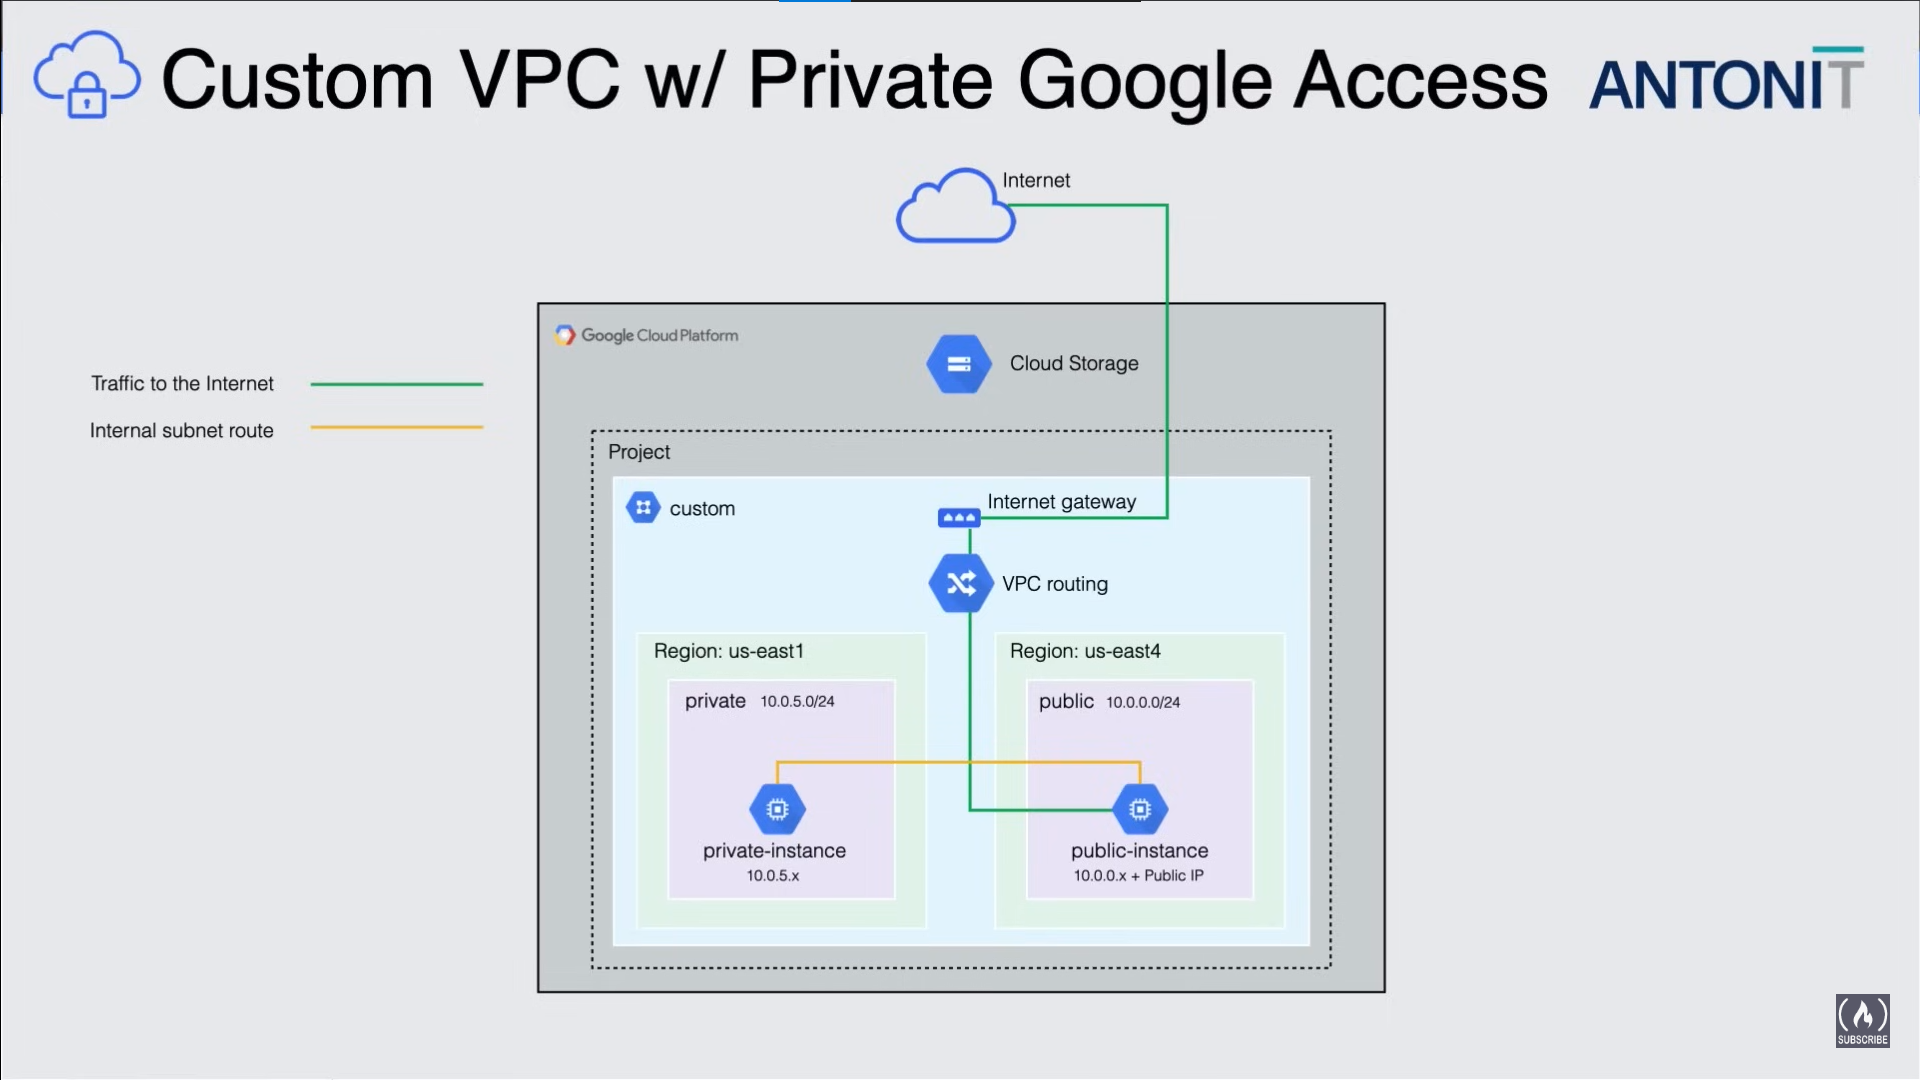 Custom VPC w/ Private Google Access
ANTONIT
Internet
Google Cloud Platform
Cloud Storage
Traffic to the Internet
Internal subnet route
Project
custom
Internet gateway
VPC routing
Region: us-east1
Region: us-east4
private 10.0.5.0/24
public 10.0.0.0/24
private-instance
10.0.5.x
public-instance
10.0.0.x + Public IP
SUBSCRIBE